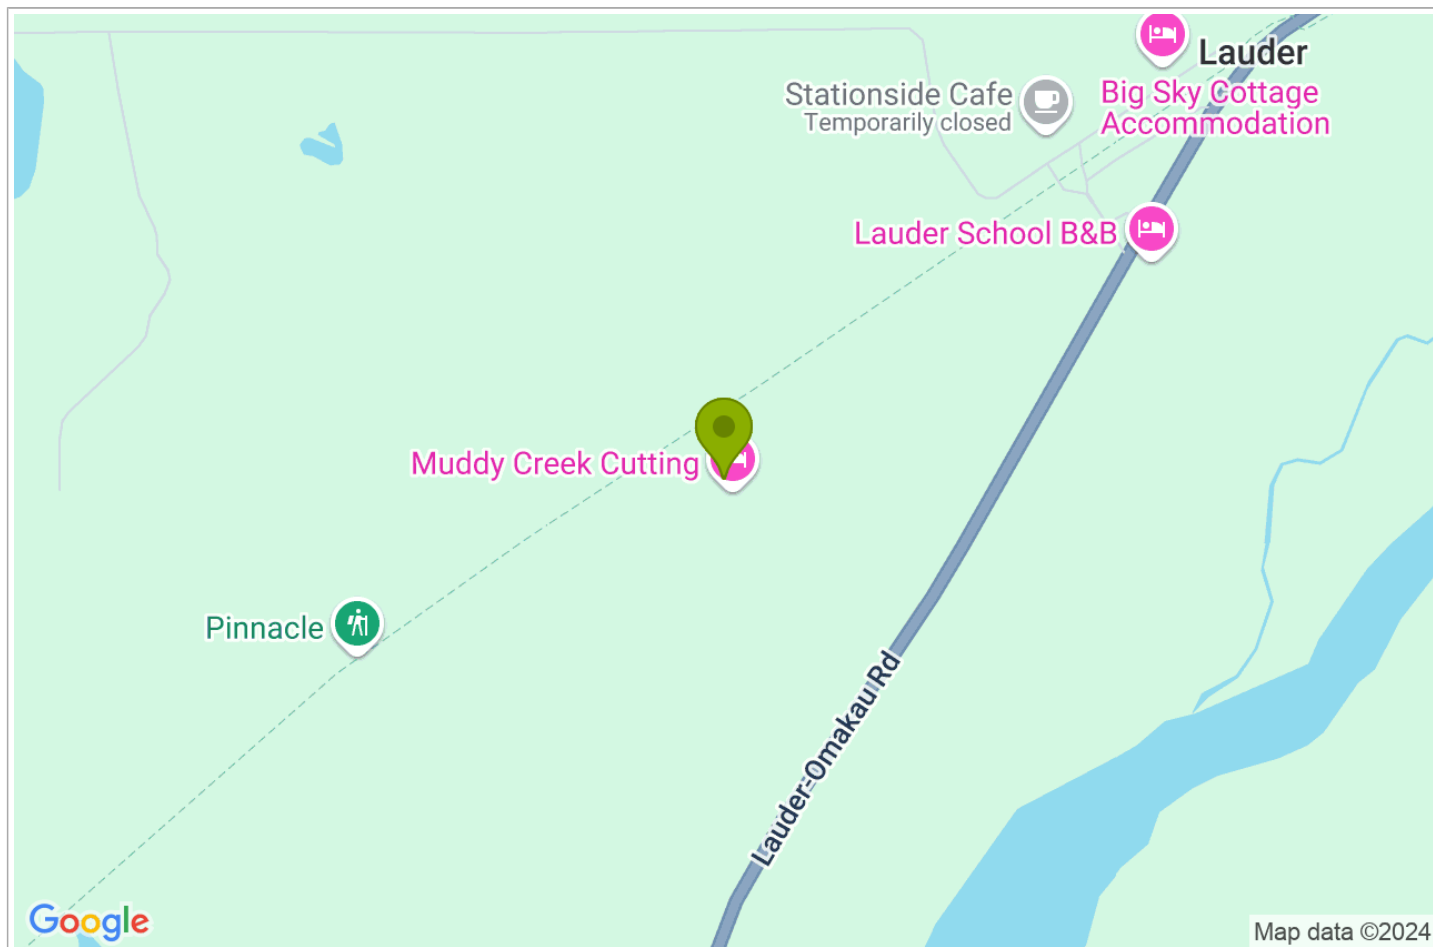 Lauder
Stationside Cafe
Temporarily closed
Big Sky Cottage
Accommodation
Lauder School B&B
Muddy Creek Cutting
Pinnacle
Lauder-Omakau Rd
Google
Map data ©2024